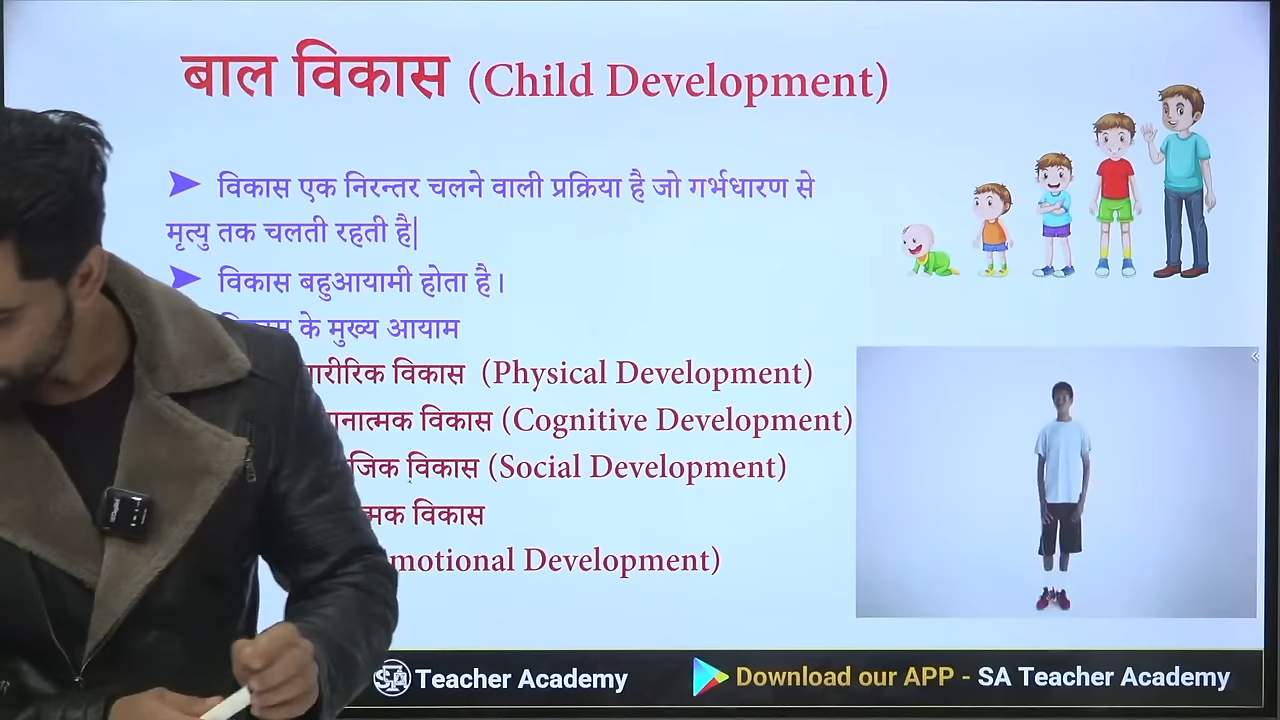 बाल विकास (Child Development)
➤ विकास एक निरन्तर चलने वाली प्रक्रिया है जो गर्भधारण से
मृत्यु तक चलती रहती है|
➤ विकास बहुआयामी होता है।
के मुख्य आयाम
विकास (Physical Development)
विकास (Cognitive Development)
विकास (Social Development)
विकास
Development)
SA Teacher Academy
Download our APP - SA Teacher Academy